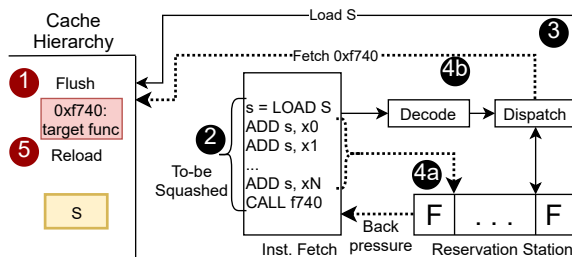 Cache
Hierarchy
Load S
3
Fetch 0xf740
4b
1
Flush
0xf740:
target func
5
Reload
S
2
To-be
Squashed
s = LOAD S
ADD s, x0
ADD s, x1
...
ADD s, xN
CALL f740
Inst. Fetch
Decode
Dispatch
4a
Back
pressure
F
. . .
F
Reservation Station